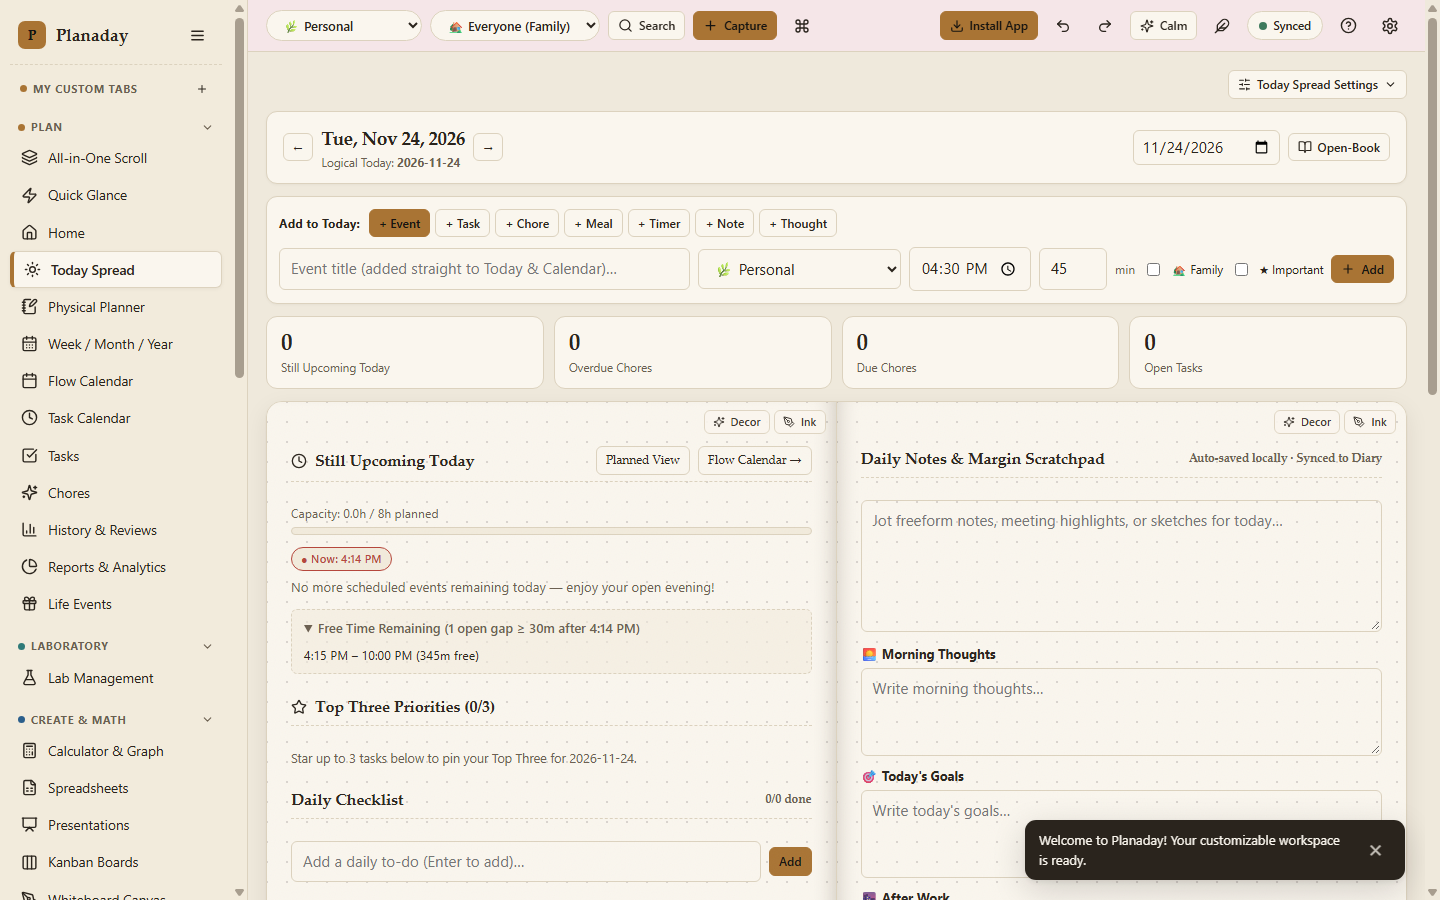 P Planaday
MY CUSTOM TABS +
PLAN
All-in-One Scroll
Quick Glance
Home
Today Spread
Physical Planner
Week / Month / Year
Flow Calendar
Task Calendar
Tasks
Chores
History & Reviews
Reports & Analytics
Life Events
LABORATORY
Lab Management
CREATE & MATH
Calculator & Graph
Spreadsheets
Presentations
Kanban Boards
Whiteboard Canvas
Personal
Everyone (Family)
Search
+ Capture
Install App
Calm
Synced
Today Spread Settings
← Tue, Nov 24, 2026 →
Logical Today: 2026-11-24
11/24/2026
Open-Book
Add to Today: + Event + Task + Chore + Meal + Timer + Note + Thought
Event title (added straight to Today & Calendar)... Personal 04:30 PM 45 min Family ★ Important + Add
0
Still Upcoming Today
0
Overdue Chores
0
Due Chores
0
Open Tasks
Decor Ink
Still Upcoming Today Planned View Flow Calendar →
Capacity: 0.0h / 8h planned
● Now: 4:14 PM
No more scheduled events remaining today — enjoy your open evening!
▼ Free Time Remaining (1 open gap ≥ 30m after 4:14 PM)
4:15 PM – 10:00 PM (345m free)
Top Three Priorities (0/3)
Star up to 3 tasks below to pin your Top Three for 2026-11-24.
Daily Checklist 0/0 done
Add a daily to-do (Enter to add)... Add
Decor Ink
Daily Notes & Margin Scratchpad Auto-saved locally · Synced to Diary
Jot freeform notes, meeting highlights, or sketches for today...
Morning Thoughts
Write morning thoughts...
Today's Goals
Write today's goals...
After Work
Welcome to Planaday! Your customizable workspace
is ready.